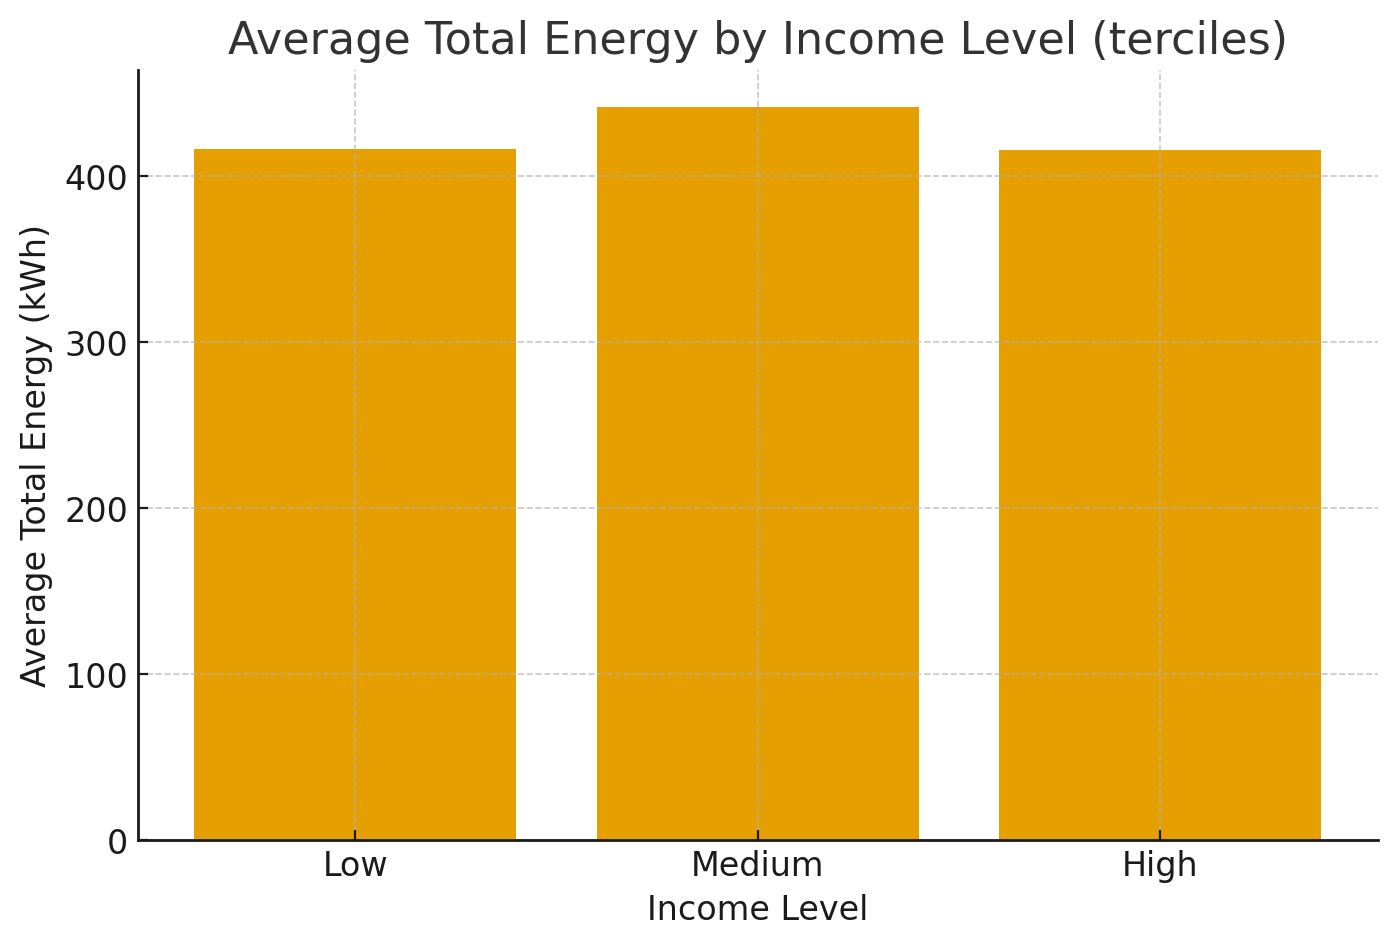 Average Total Energy by Income Level (terciles)
Average Total Energy (kWh)
400
300
200
100
0
Low Medium High
Income Level